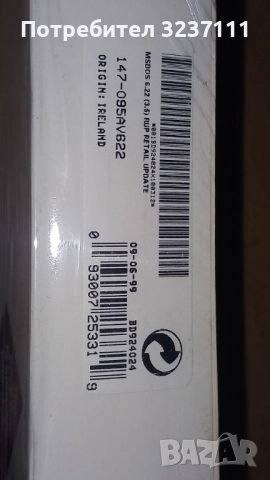 Потребител 3237111
MSDOS 6.22 (3.5) RUP RETAIL UPDATE
147-095AV622
ORIGIN: IRELAND
09-06-99 BD924024
0 93007 25331 9
bazar